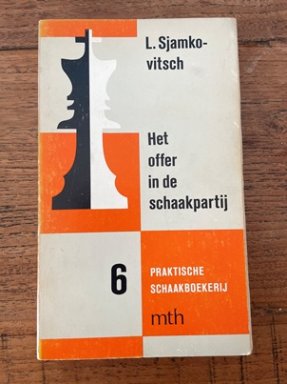 L. Sjamko-
vitsch
Het
offer
in de
schaakpartij
6
PRAKTISCHE
SCHAAKBOEKERIJ
mth